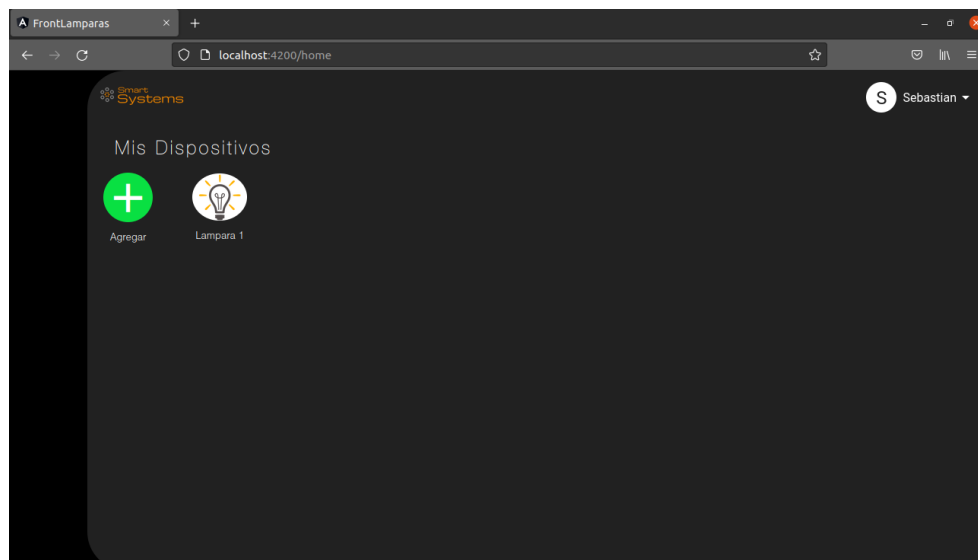 FrontLamparas
localhost:4200/home
Smart
Systems
S Sebastian
Mis Dispositivos
Agregar
Lampara 1